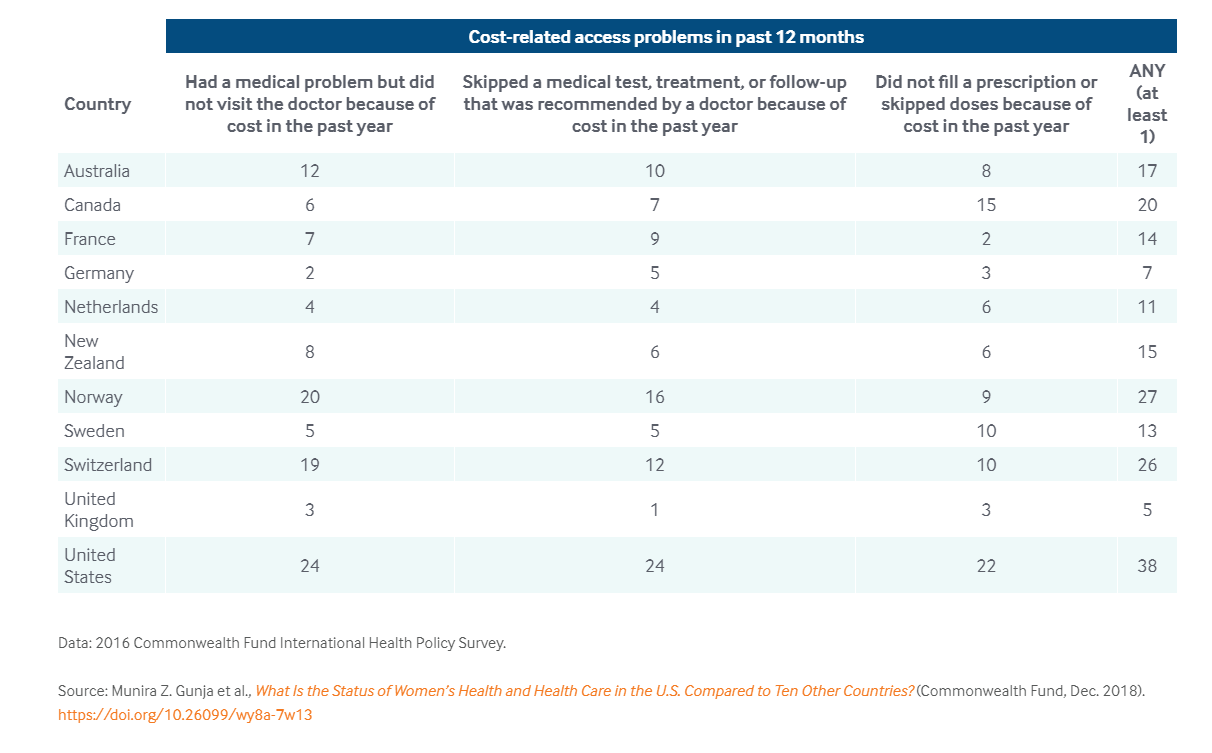 Cost-related access problems in past 12 months
Country
Had a medical problem but did
not visit the doctor because of
cost in the past year
Skipped a medical test, treatment, or follow-up
that was recommended by a doctor because of
cost in the past year
Did not fill a prescription or
skipped doses because of
cost in the past year
ANY
(at
least
1)
Australia 12 10 8 17
Canada 6 7 15 20
France 7 9 2 14
Germany 2 5 3 7
Netherlands 4 4 6 11
New
Zealand 8 6 6 15
Norway 20 16 9 27
Sweden 5 5 10 13
Switzerland 19 12 10 26
United
Kingdom 3 1 3 5
United
States 24 24 22 38
Data: 2016 Commonwealth Fund International Health Policy Survey.
Source: Munira Z. Gunja et al., What Is the Status of Women’s Health and Health Care in the U.S. Compared to Ten Other Countries? (Commonwealth Fund, Dec. 2018).
https://doi.org/10.26099/wy8a-7w13